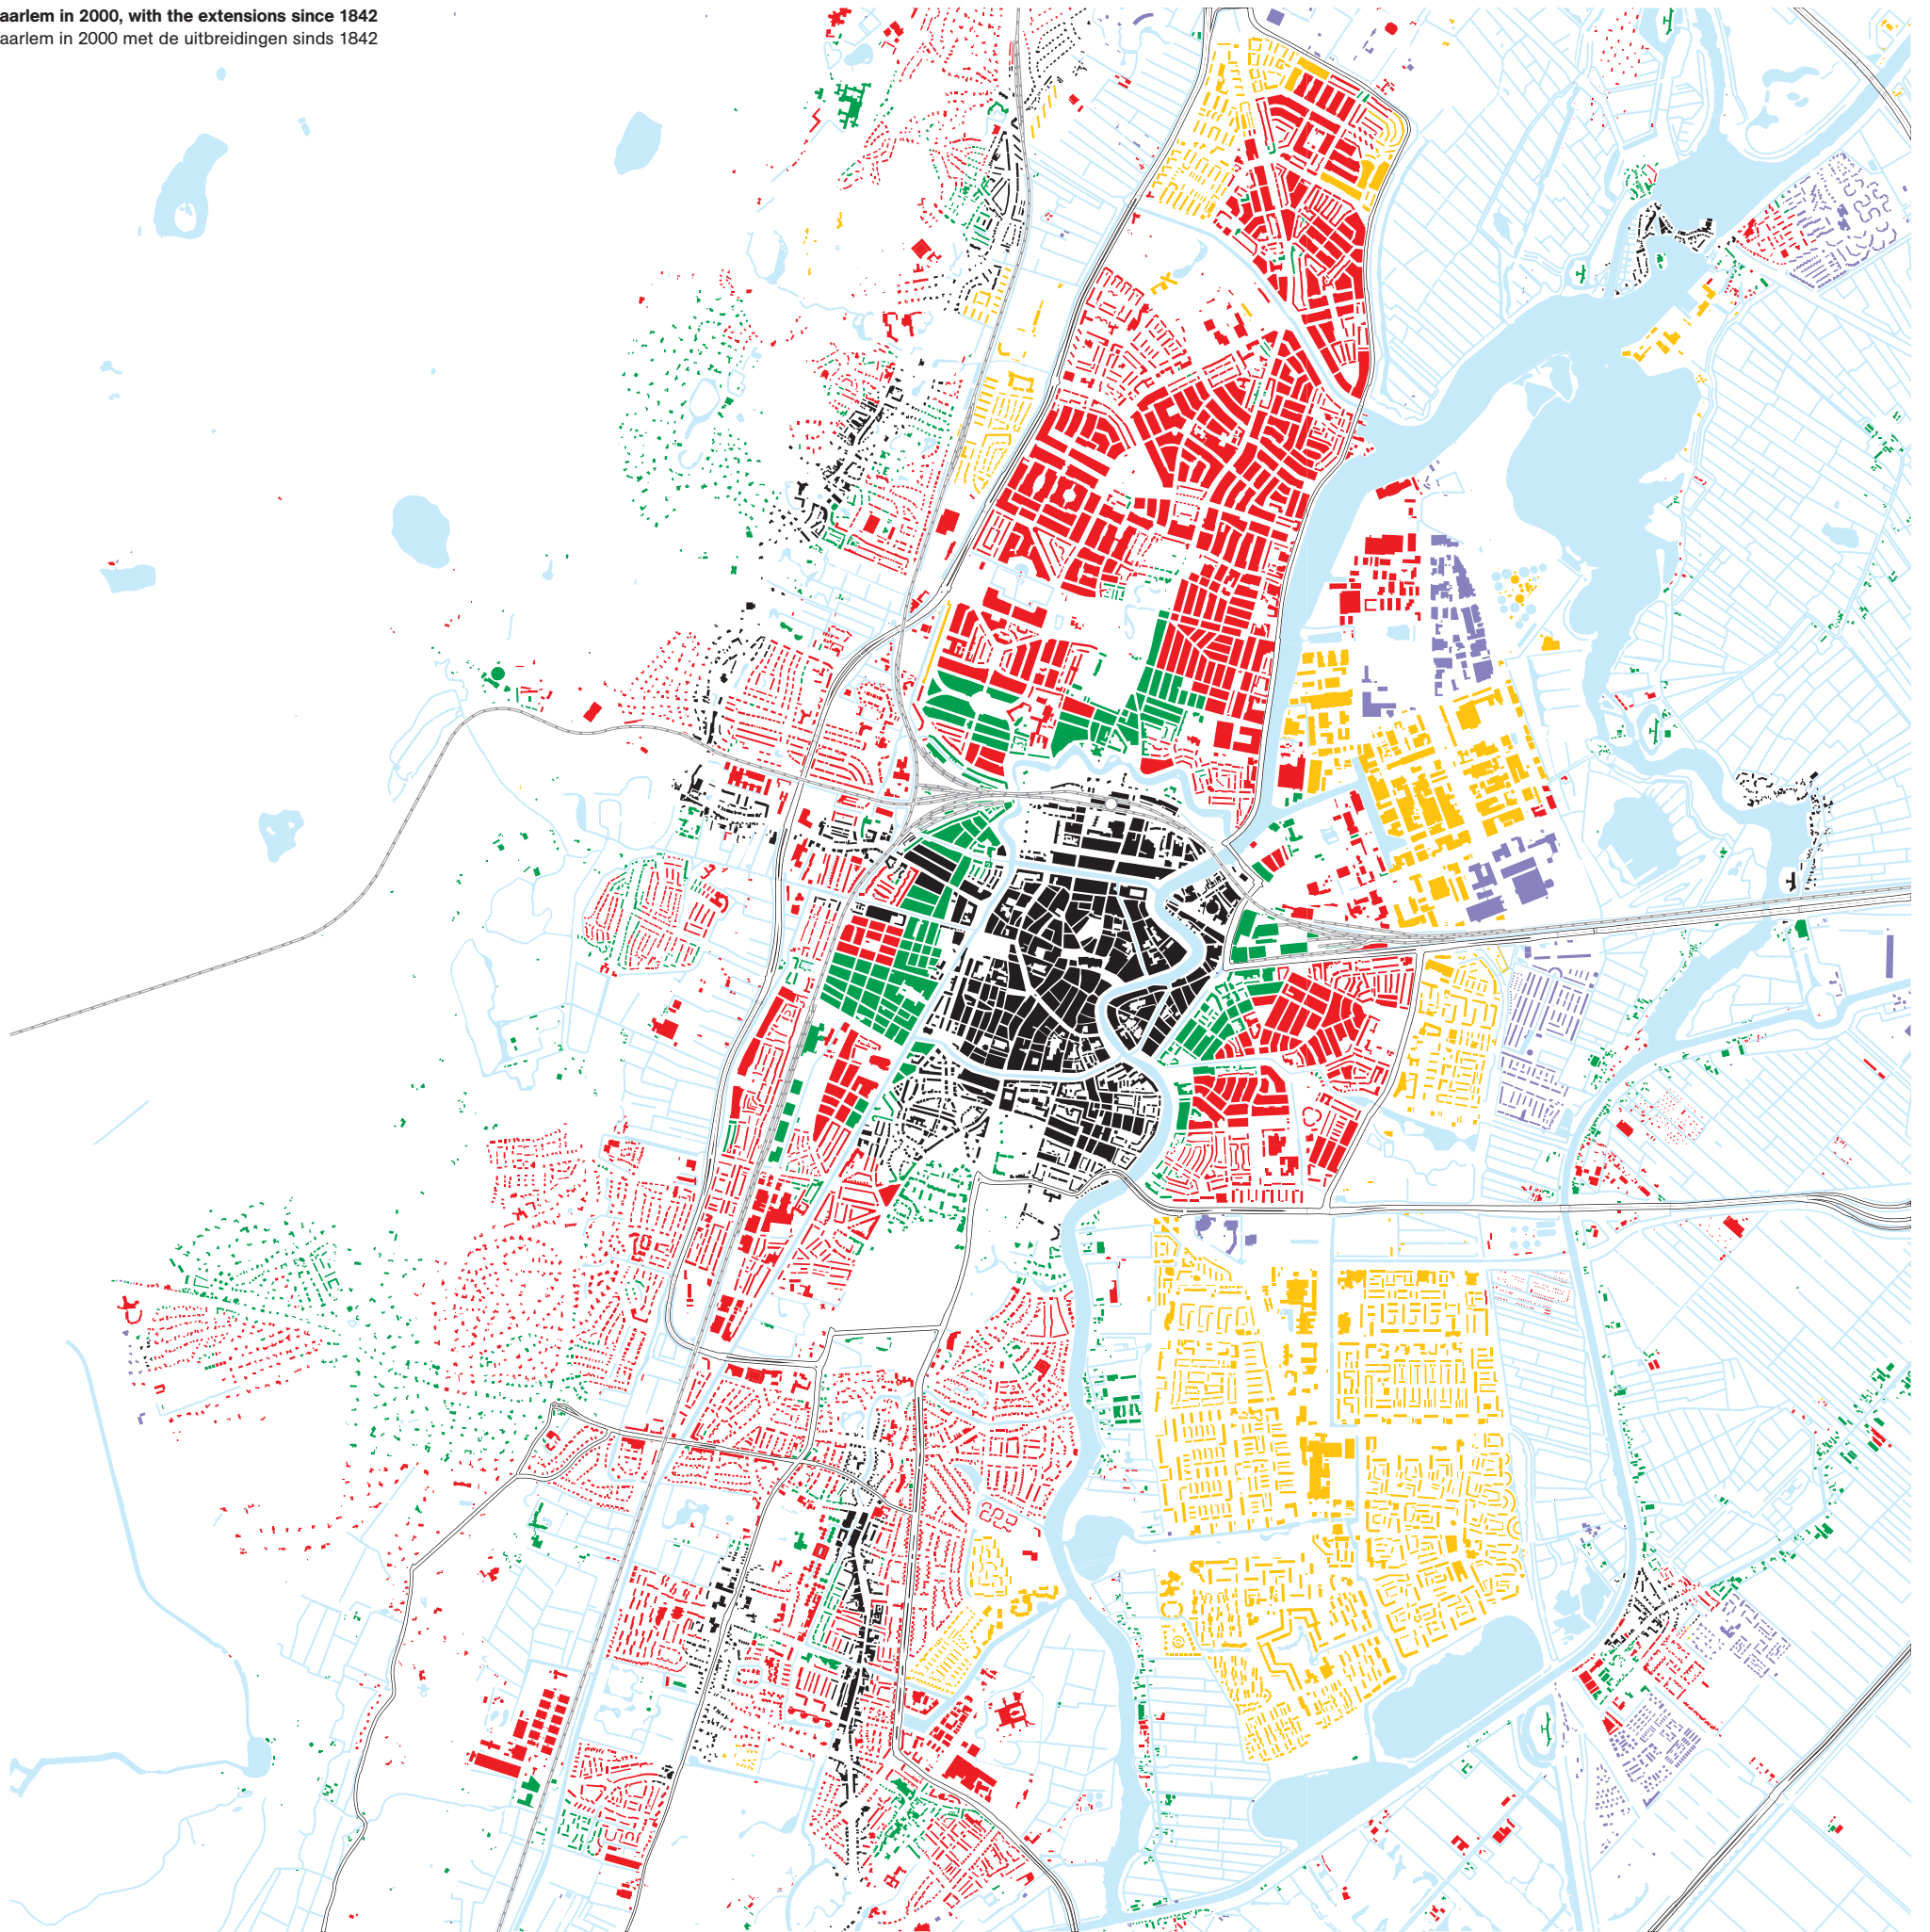 aarlem in 2000, with the extensions since 1842
aarlem in 2000 met de uitbreidingen sinds 1842